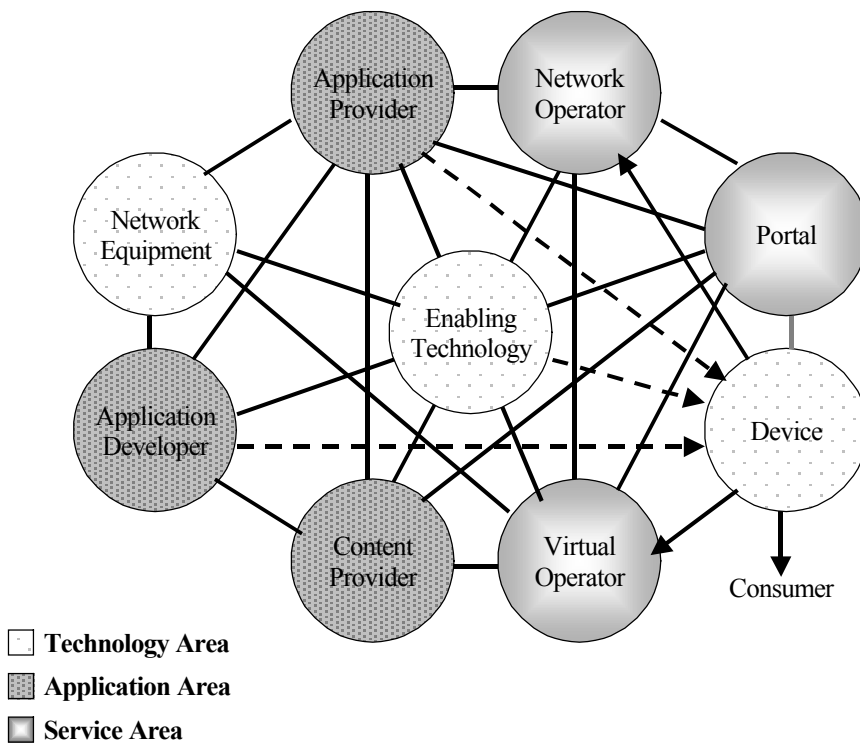 Application
Provider
Network
Operator
Network
Equipment
Portal
Enabling
Technology
Application
Developer
Device
Content
Provider
Virtual
Operator
Consumer
Technology Area
Application Area
Service Area